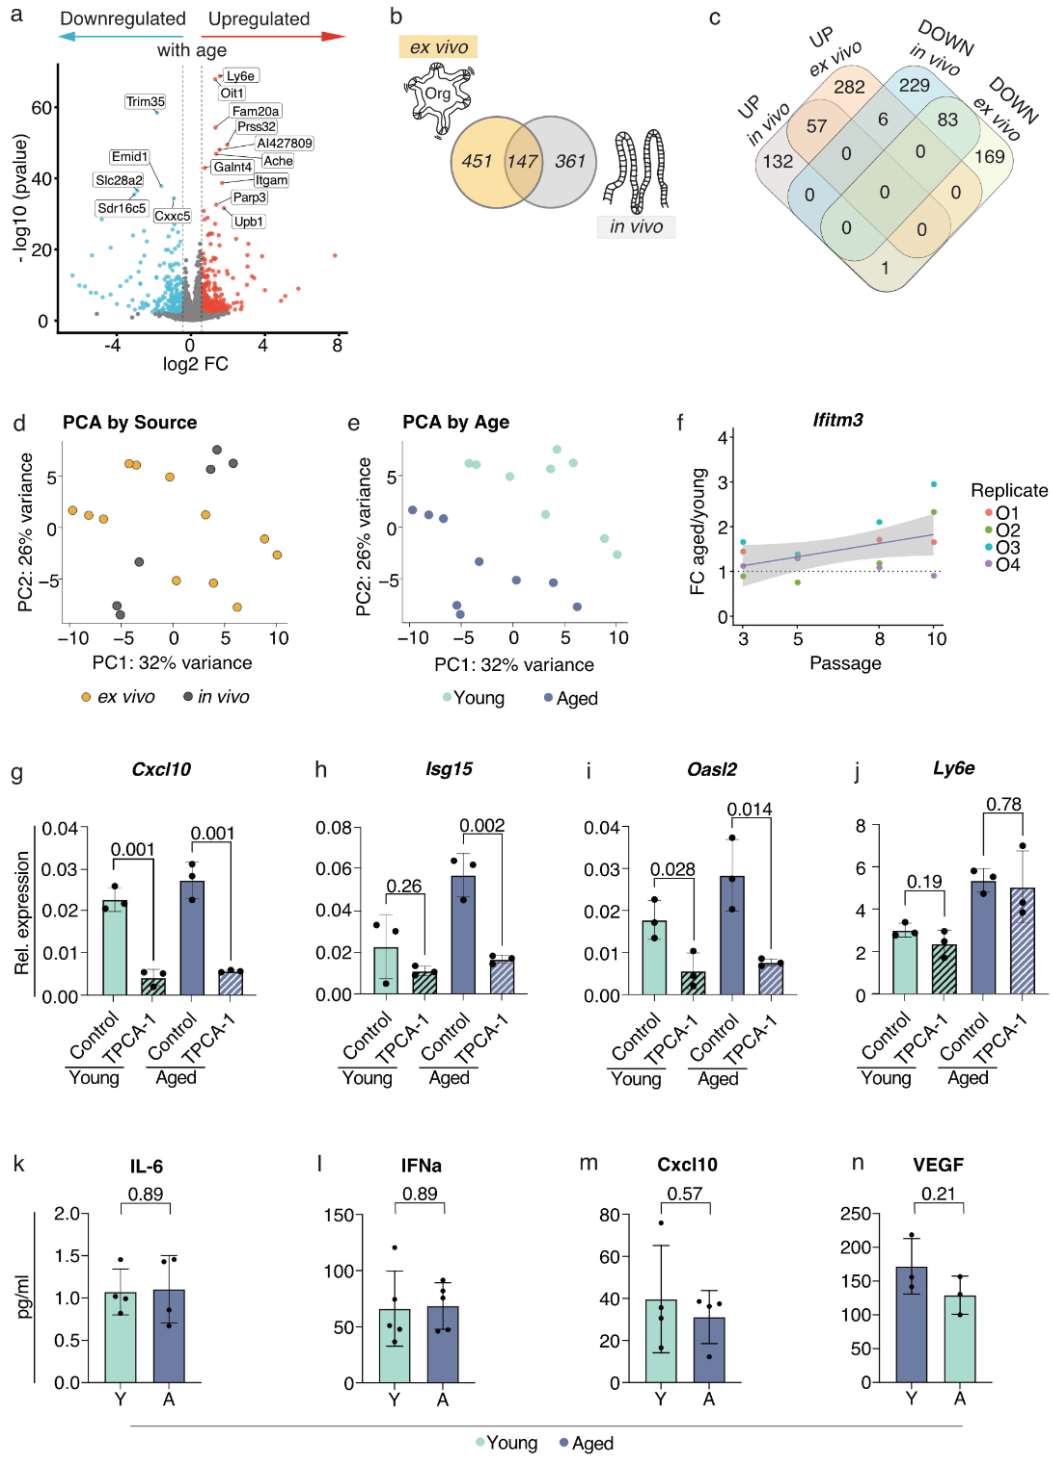 a
Downregulated Upregulated
with age
- log10 (pvalue)
60
40
20
0
-4 0 4 8
log2 FC
Ly6e
Oit1
Trim35
Fam20a
Prss32
AI427809
Emid1
Ache
Galnt4
Slc28a2
Itgam
Sdr16c5
Parp3
Cxxc5
Upb1
b
ex vivo
Org
451 147 361
in vivo
c
UP in vivo
UP ex vivo
DOWN in vivo
DOWN ex vivo
282 229
57 6 83
132 0 0 169
0 0 0
0 0
1
d
PCA by Source
PC2: 26% variance
5
0
−5
−10 −5 0 5 10
PC1: 32% variance
ex vivo in vivo
e
PCA by Age
PC2: 26% variance
5
0
−5
−10 −5 0 5 10
PC1: 32% variance
Young Aged
f
Ifitm3
FC aged/young
4
3
2
1
0
3 5 8 10
Passage
Replicate
O1
O2
O3
O4
g
Cxcl10
Rel. expression
0.04
0.03
0.02
0.01
0.00
0.001
0.001
Control TPCA-1 Control TPCA-1
Young Aged
h
Isg15
0.08
0.06
0.04
0.02
0.00
0.26
0.002
Control TPCA-1 Control TPCA-1
Young Aged
i
Oasl2
0.04
0.03
0.02
0.01
0.00
0.028
0.014
Control TPCA-1 Control TPCA-1
Young Aged
j
Ly6e
8
6
4
2
0
0.19
0.78
Control TPCA-1 Control TPCA-1
Young Aged
k
IL-6
0.89
pg/ml
2.0
1.5
1.0
0.5
0.0
Y A
l
IFNa
0.89
150
100
50
0
Y A
m
Cxcl10
0.57
80
60
40
20
0
Y A
n
VEGF
0.21
250
200
150
100
50
0
Y A
Young Aged